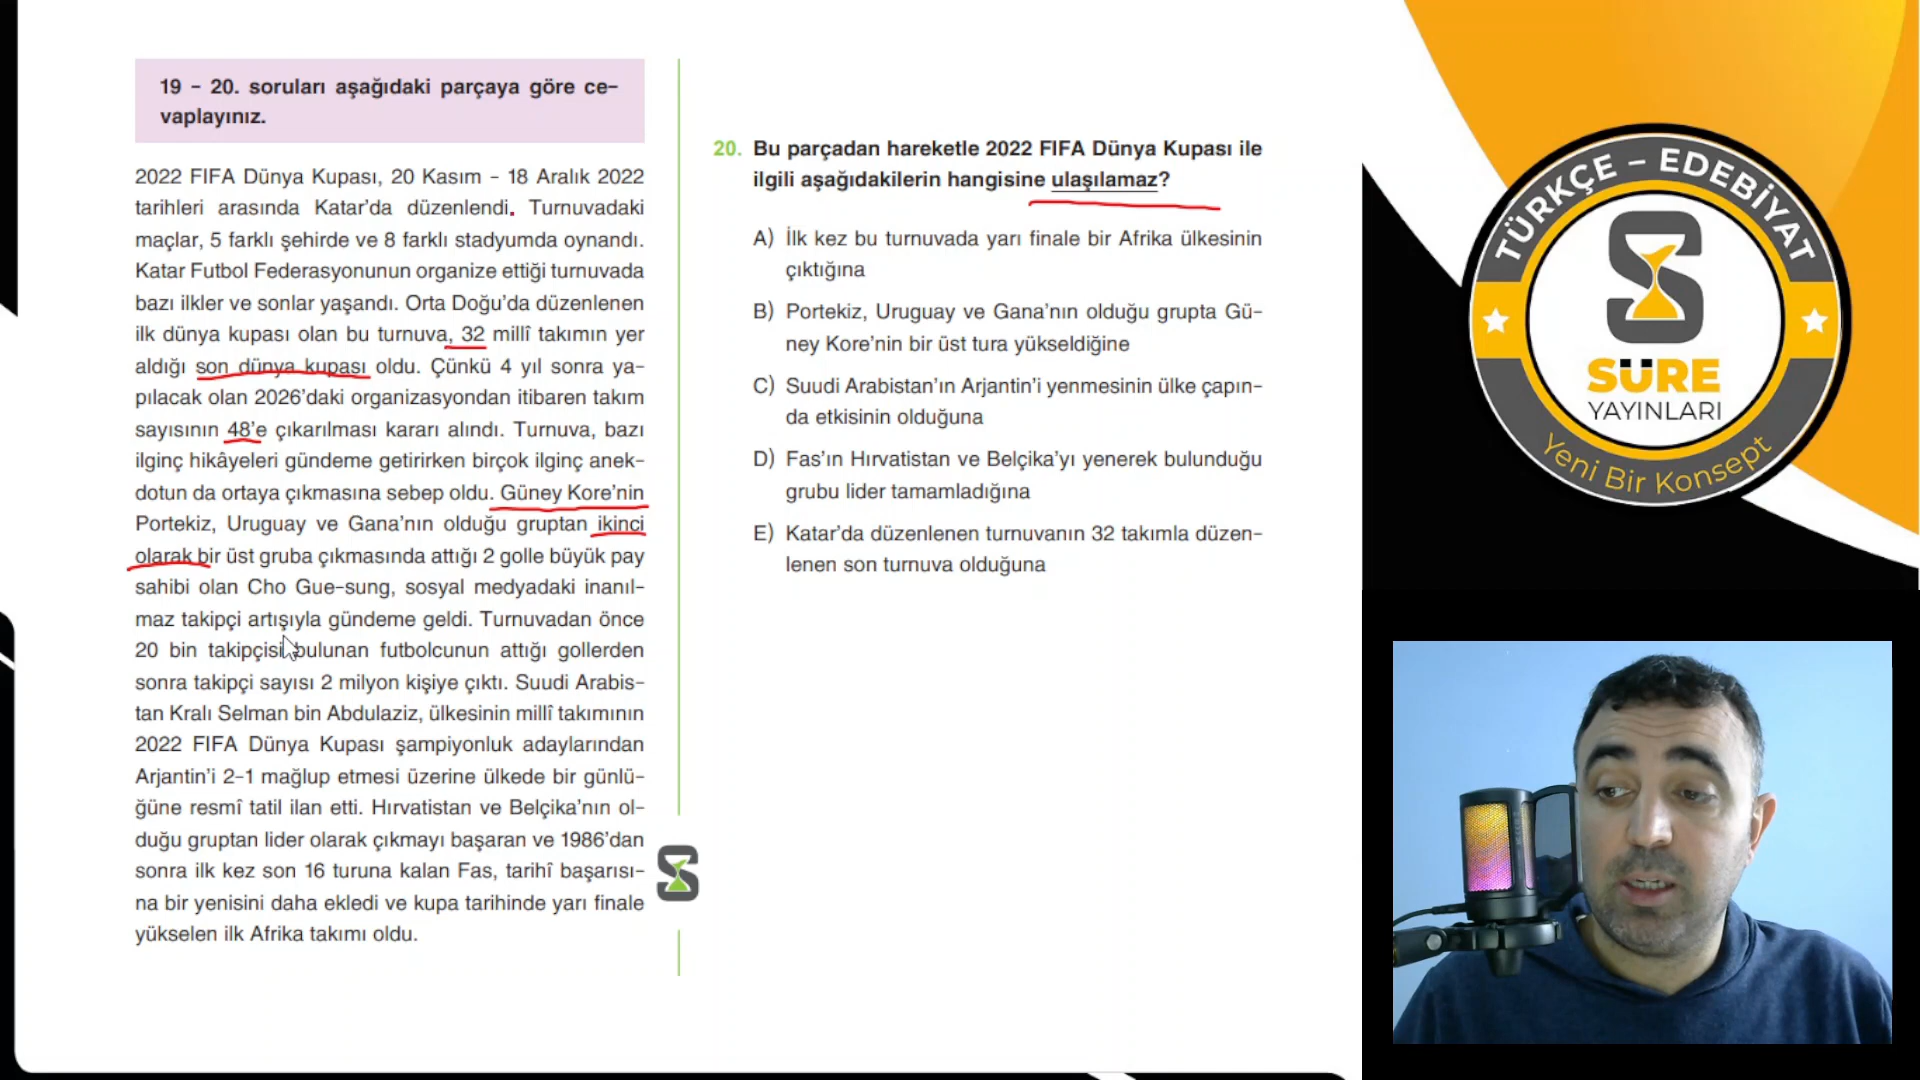 19 – 20. soruları aşağıdaki parçaya göre ce-
vaplayınız.
2022 FIFA Dünya Kupası, 20 Kasım - 18 Aralık 2022
tarihleri arasında Katar’da düzenlendi. Turnuvadaki
maçlar, 5 farklı şehirde ve 8 farklı stadyumda oynandı.
Katar Futbol Federasyonunun organize ettiği turnuvada
bazı ilkler ve sonlar yaşandı. Orta Doğu’da düzenlenen
ilk dünya kupası olan bu turnuva, 32 millî takımın yer
aldığı son dünya kupası oldu. Çünkü 4 yıl sonra ya-
pılacak olan 2026’daki organizasyondan itibaren takım
sayısının 48’e çıkarılması kararı alındı. Turnuva, bazı
ilginç hikâyeleri gündeme getirirken birçok ilginç anek-
dotun da ortaya çıkmasına sebep oldu. Güney Kore’nin
Portekiz, Uruguay ve Gana’nın olduğu gruptan ikinci
olarak bir üst gruba çıkmasında attığı 2 golle büyük pay
sahibi olan Cho Gue-sung, sosyal medyadaki inanıl-
maz takipçi artışıyla gündeme geldi. Turnuvadan önce
20 bin takipçisi bulunan futbolcunun attığı gollerden
sonra takipçi sayısı 2 milyon kişiye çıktı. Suudi Arabis-
tan Kralı Selman bin Abdulaziz, ülkesinin millî takımının
2022 FIFA Dünya Kupası şampiyonluk adaylarından
Arjantin’i 2-1 mağlup etmesi üzerine ülkede bir günlü-
ğüne resmî tatil ilan etti. Hırvatistan ve Belçika’nın ol-
duğu gruptan lider olarak çıkmayı başaran ve 1986’dan
sonra ilk kez son 16 turuna kalan Fas, tarihî başarısı-
na bir yenisini daha ekledi ve kupa tarihinde yarı finale
yükselen ilk Afrika takımı oldu.
20. Bu parçadan hareketle 2022 FIFA Dünya Kupası ile
ilgili aşağıdakilerin hangisine ulaşılamaz?
A) İlk kez bu turnuvada yarı finale bir Afrika ülkesinin
çıktığına
B) Portekiz, Uruguay ve Gana’nın olduğu grupta Gü-
ney Kore’nin bir üst tura yükseldiğine
C) Suudi Arabistan’ın Arjantin’i yenmesinin ülke çapın-
da etkisinin olduğuna
D) Fas’ın Hırvatistan ve Belçika’yı yenerek bulunduğu
grubu lider tamamladığına
E) Katar’da düzenlenen turnuvanın 32 takımla düzen-
lenen son turnuva olduğuna
TÜRKÇE – EDEBİYAT
SÜRE
YAYINLARI
Yeni Bir Konsept